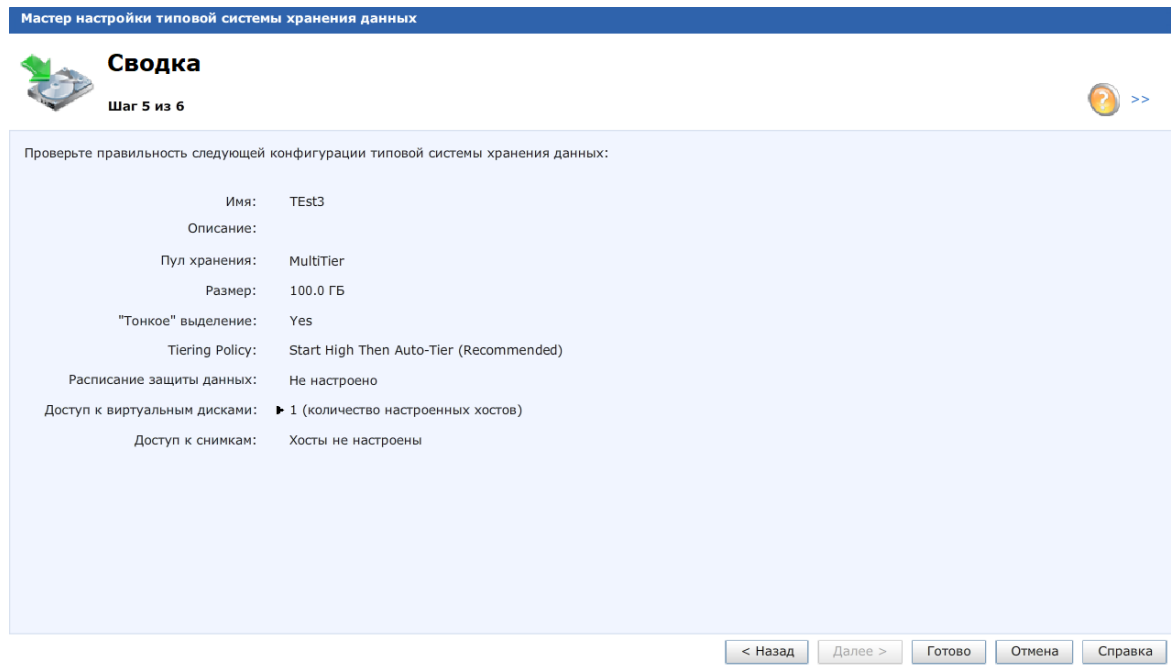 Мастер настройки типовой системы хранения данных
Сводка
Шаг 5 из 6
? >>
Проверьте правильность следующей конфигурации типовой системы хранения данных:
Имя: TEst3
Описание:
Пул хранения: MultiTier
Размер: 100.0 ГБ
"Тонкое" выделение: Yes
Tiering Policy: Start High Then Auto-Tier (Recommended)
Расписание защиты данных: Не настроено
Доступ к виртуальным дисками: 1 (количество настроенных хостов)
Доступ к снимкам: Хосты не настроены
< Назад Далее > Готово Отмена Справка